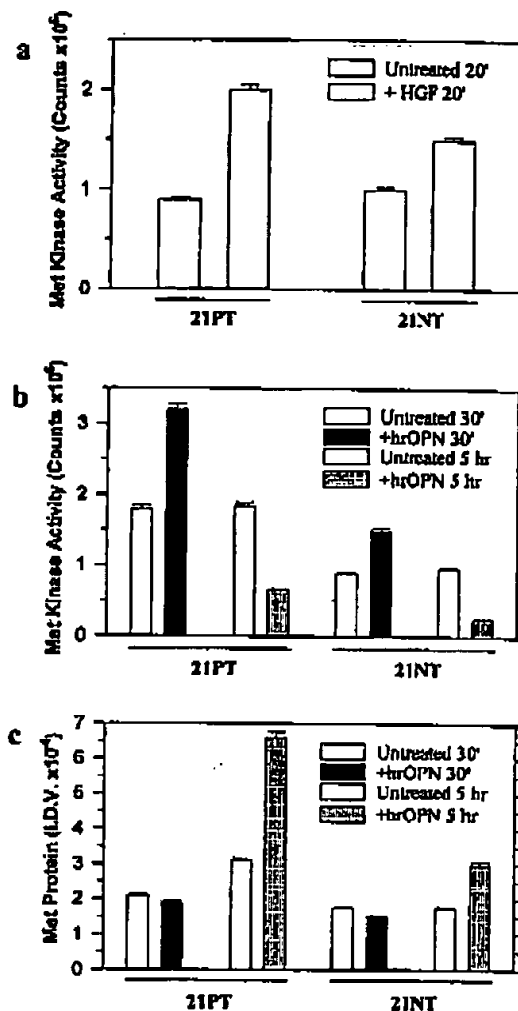 a
Met Kinase Activity (Counts x10⁶)
2
1
0
Untreated 20'
+ HGF 20'
21PT
21NT
b
Met Kinase Activity (Counts x10⁶)
3
2
1
0
Untreated 30'
+hrOPN 30'
Untreated 5 hr
+hrOPN 5 hr
21PT
21NT
c
Met Protein (I.D.V. x10⁴)
7
6
5
4
3
2
1
0
Untreated 30'
+hrOPN 30'
Untreated 5 hr
+hrOPN 5 hr
21PT
21NT